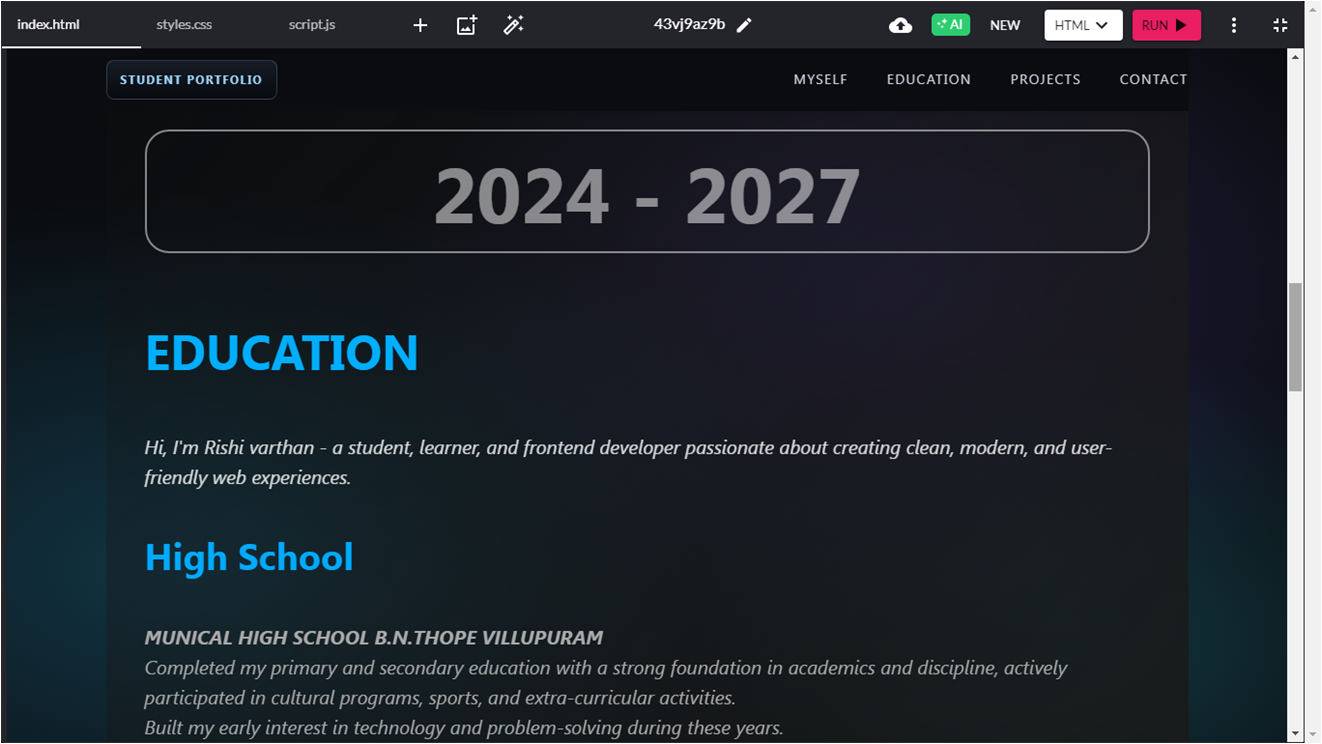 index.html
styles.css
script.js
43vj9az9b
AI
NEW
HTML
RUN
STUDENT PORTFOLIO
MYSELF
EDUCATION
PROJECTS
CONTACT
2024 - 2027
EDUCATION
Hi, I'm Rishi varthan - a student, learner, and frontend developer passionate about creating clean, modern, and user-
friendly web experiences.
High School
MUNICAL HIGH SCHOOL B.N.THOPE VILLUPURAM
Completed my primary and secondary education with a strong foundation in academics and discipline, actively
participated in cultural programs, sports, and extra-curricular activities.
Built my early interest in technology and problem-solving during these years.